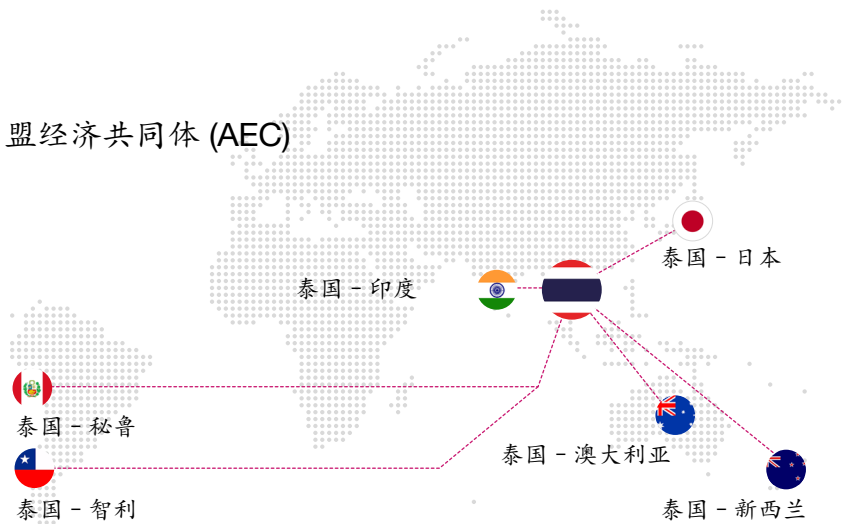 盟经济共同体 (AEC)
泰国 - 日本
泰国 - 印度
泰国 - 秘鲁
泰国 - 澳大利亚
泰国 - 智利
泰国 - 新西兰